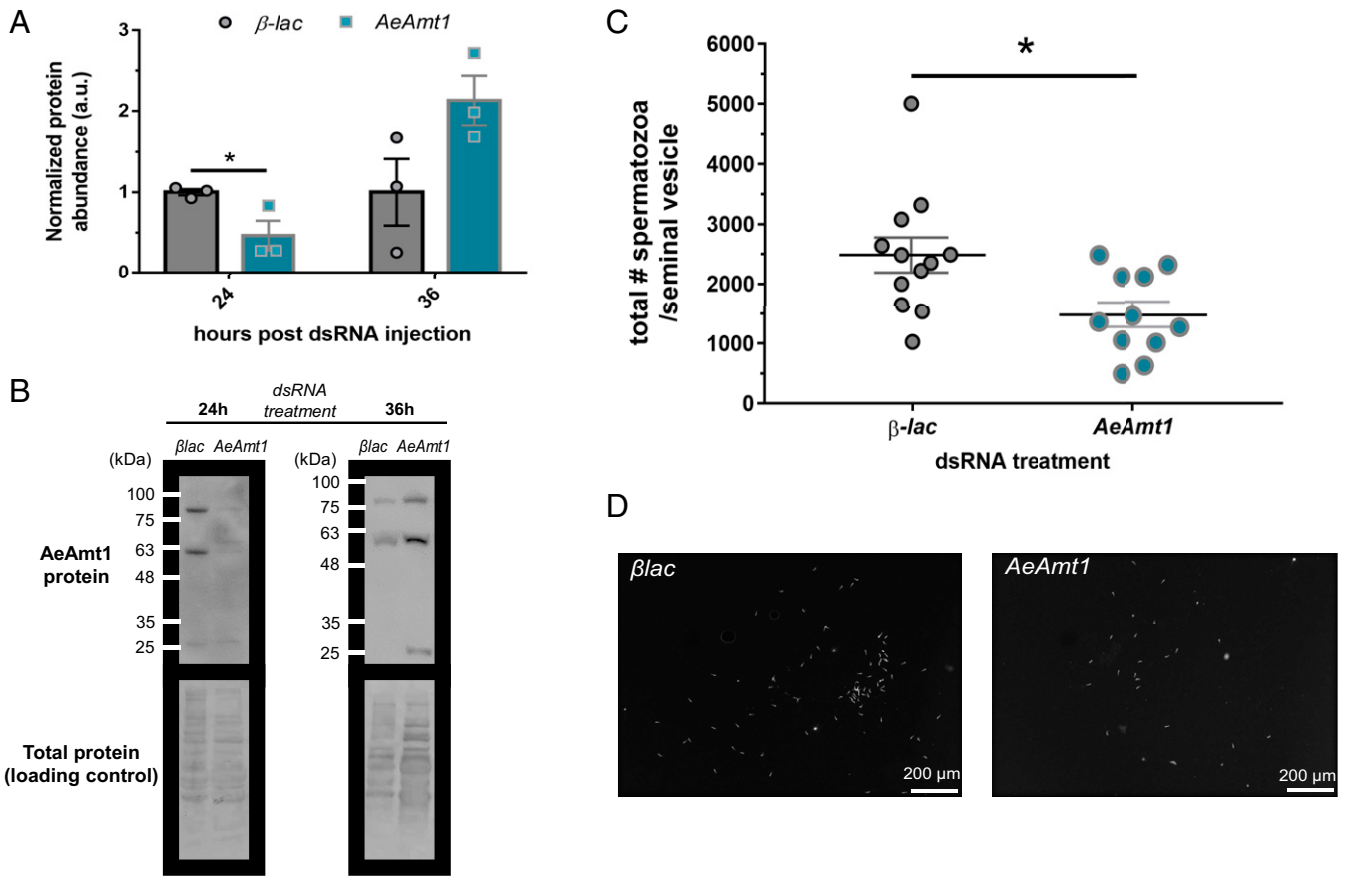 A
β-lac AeAmt1
Normalized protein
abundance (a.u.)
3
2
1
0
*
24
36
hours post dsRNA injection
B
dsRNA
treatment
24h
36h
βlac AeAmt1
βlac AeAmt1
(kDa)
(kDa)
100
75
63
48
35
25
100
75
63
48
35
25
AeAmt1
protein
Total protein
(loading control)
C
total # spermatozoa
/seminal vesicle
6000
5000
4000
3000
2000
1000
0
*
β-lac
AeAmt1
dsRNA treatment
D
βlac
200 µm
AeAmt1
200 µm